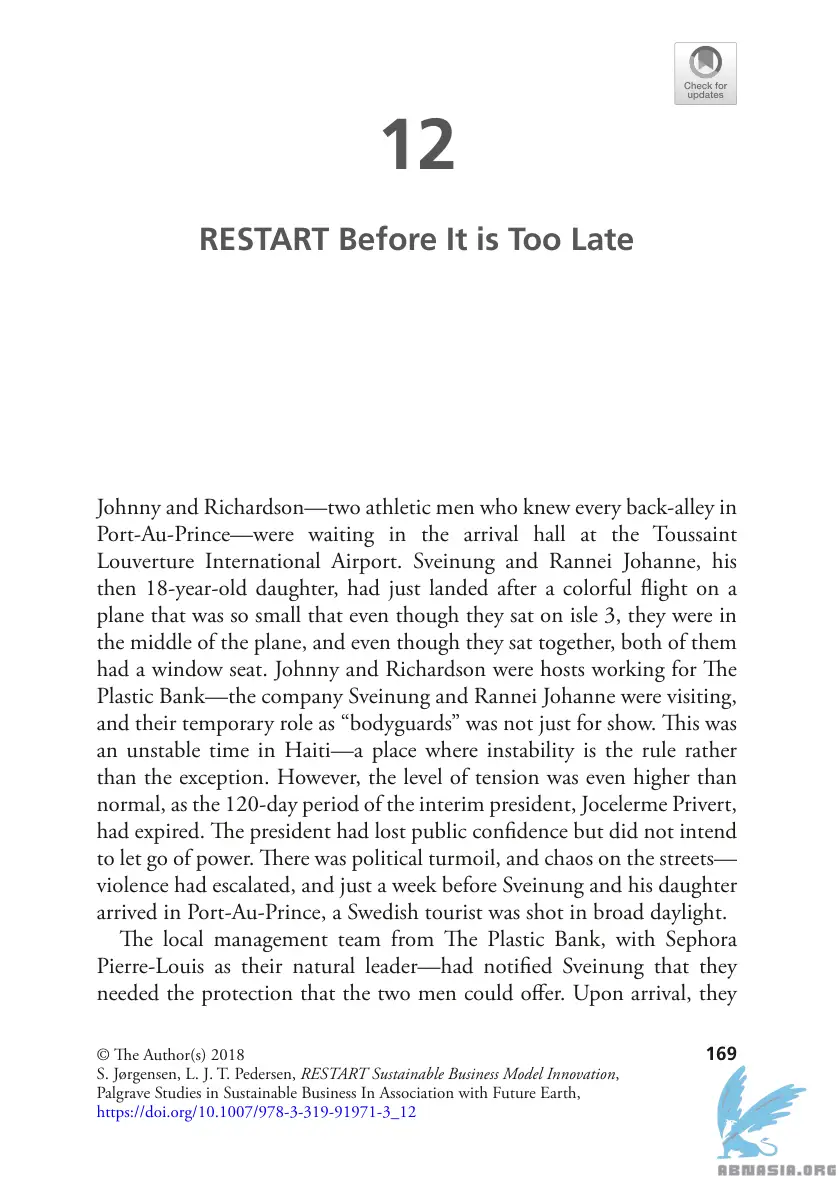 Check for
updates
12
RESTART Before It is Too Late
Johnny and Richardson—two athletic men who knew every back-alley in
Port-Au-Prince—were waiting in the arrival hall at the Toussaint
Louverture International Airport. Sveinung and Rannei Johanne, his
then 18-year-old daughter, had just landed after a colorful flight on a
plane that was so small that even though they sat on isle 3, they were in
the middle of the plane, and even though they sat together, both of them
had a window seat. Johnny and Richardson were hosts working for The
Plastic Bank—the company Sveinung and Rannei Johanne were visiting,
and their temporary role as “bodyguards” was not just for show. This was
an unstable time in Haiti—a place where instability is the rule rather
than the exception. However, the level of tension was even higher than
normal, as the 120-day period of the interim president, Jocelerme Privert,
had expired. The president had lost public confidence but did not intend
to let go of power. There was political turmoil, and chaos on the streets—
violence had escalated, and just a week before Sveinung and his daughter
arrived in Port-Au-Prince, a Swedish tourist was shot in broad daylight.
The local management team from The Plastic Bank, with Sephora
Pierre-Louis as their natural leader—had notified Sveinung that they
needed the protection that the two men could offer. Upon arrival, they
© The Author(s) 2018
169
S. Jørgensen, L. J. T. Pedersen, RESTART Sustainable Business Model Innovation,
Palgrave Studies in Sustainable Business In Association with Future Earth,
https://doi.org/10.1007/978-3-319-91971-3_12
ABNASIA.ORG